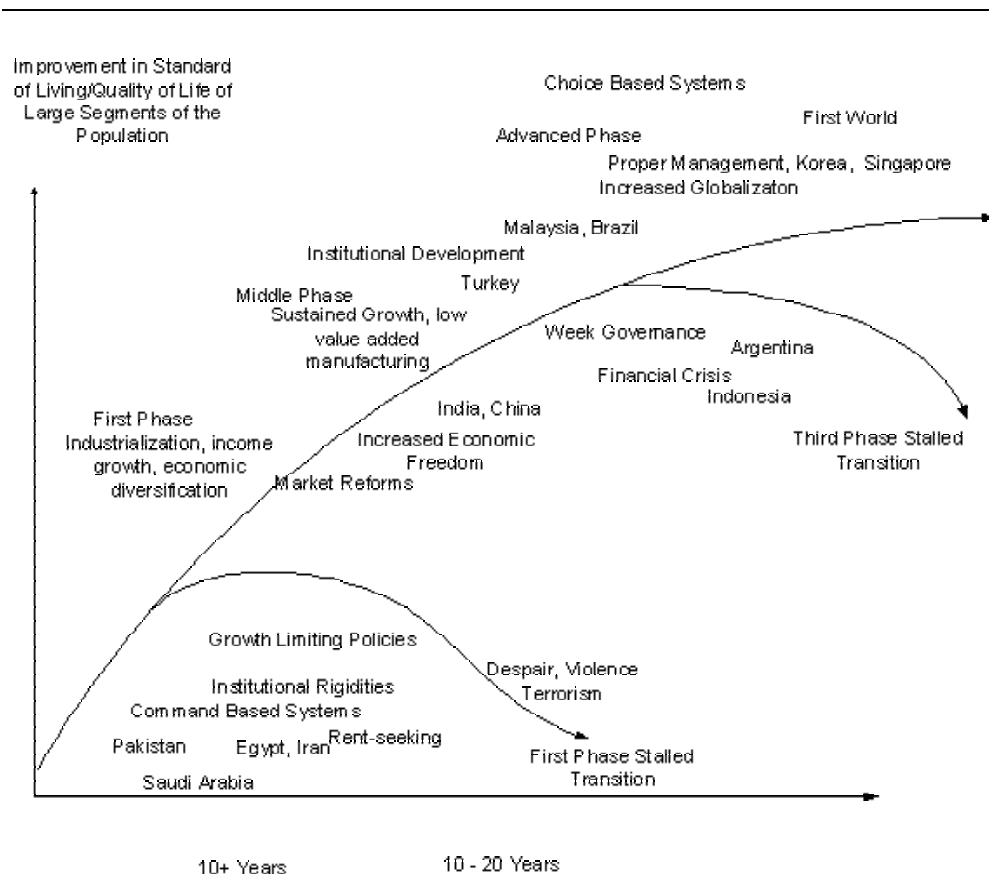 Improvement in Standard
of Living/Quality of Life of
Large Segments of the
Population
Choice Based Systems
First World
Advanced Phase
Proper Management, Korea, Singapore
Increased Globalizaton
Malaysia, Brazil
Institutional Development
Turkey
Middle Phase
Sustained Growth, low
value added
manufacturing
Week Governance
Argentina
Financial Crisis
Indonesia
India, China
First Phase
Industrialization, income
growth, economic
diversification
Increased Economic
Freedom
Market Reforms
Third Phase Stalled
Transition
Growth Limiting Policies
Despair, Violence
Terrorism
Institutional Rigidities
Command Based Systems
Rent-seeking
Pakistan
Egypt, Iran
First Phase Stalled
Transition
Saudi Arabia
10+ Years
10 - 20 Years